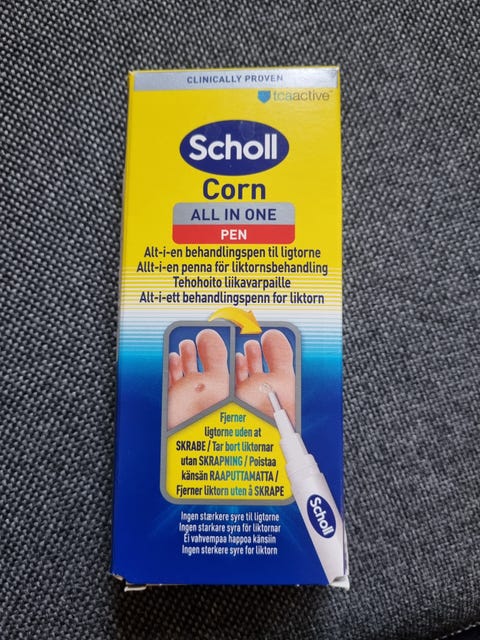 CLINICALLY PROVEN
tcaactive™
Scholl
Corn
ALL IN ONE
PEN
Alt-i-en behandlingspen til ligtorne
Allt-i-en penna för liktornsbehandling
Tehohoito liikavarpaille
Alt-i-ett behandlingspenn for liktorn
Fjerner
ligtorne uden at
SKRABE / Tar bort liktornar
utan SKRAPNING / Poistaa
känsän RAAPUTTAMATTA /
Fjerner liktorn uten å SKRAPE
Scholl
Ingen stærkere syre til ligtorne
Ingen starkare syra för liktornar
Ei vahvempaa happoa känsiin
Ingen sterkere syre for liktorn